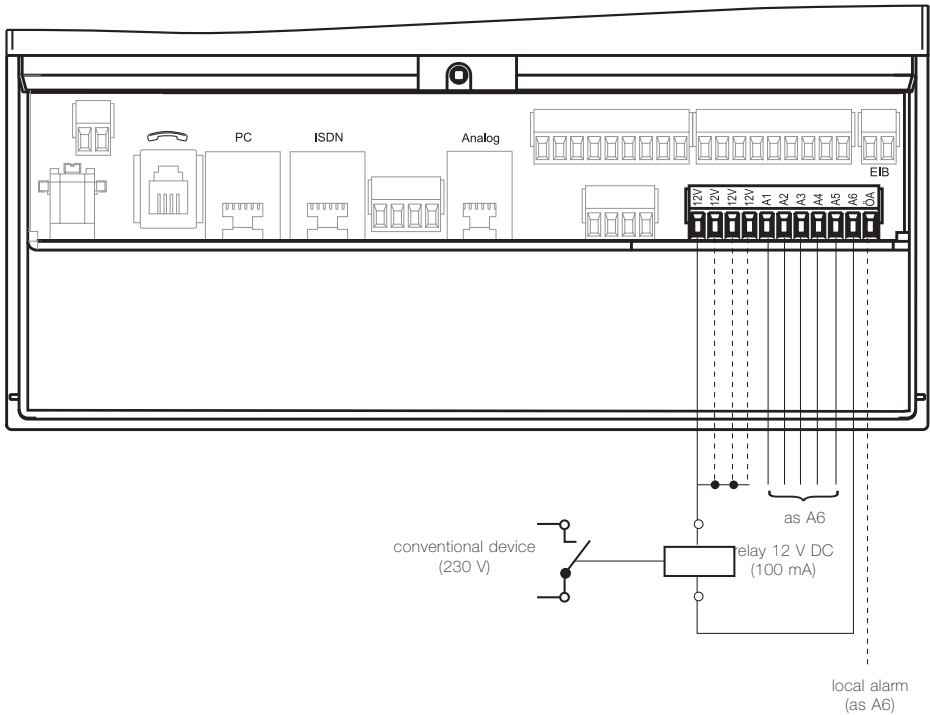 PC
ISDN
Analog
EIB
12V
12V
12V
12V
A1
A2
A3
A4
A5
A6
ÖA
as A6
conventional device
(230 V)
relay 12 V DC
(100 mA)
local alarm
(as A6)